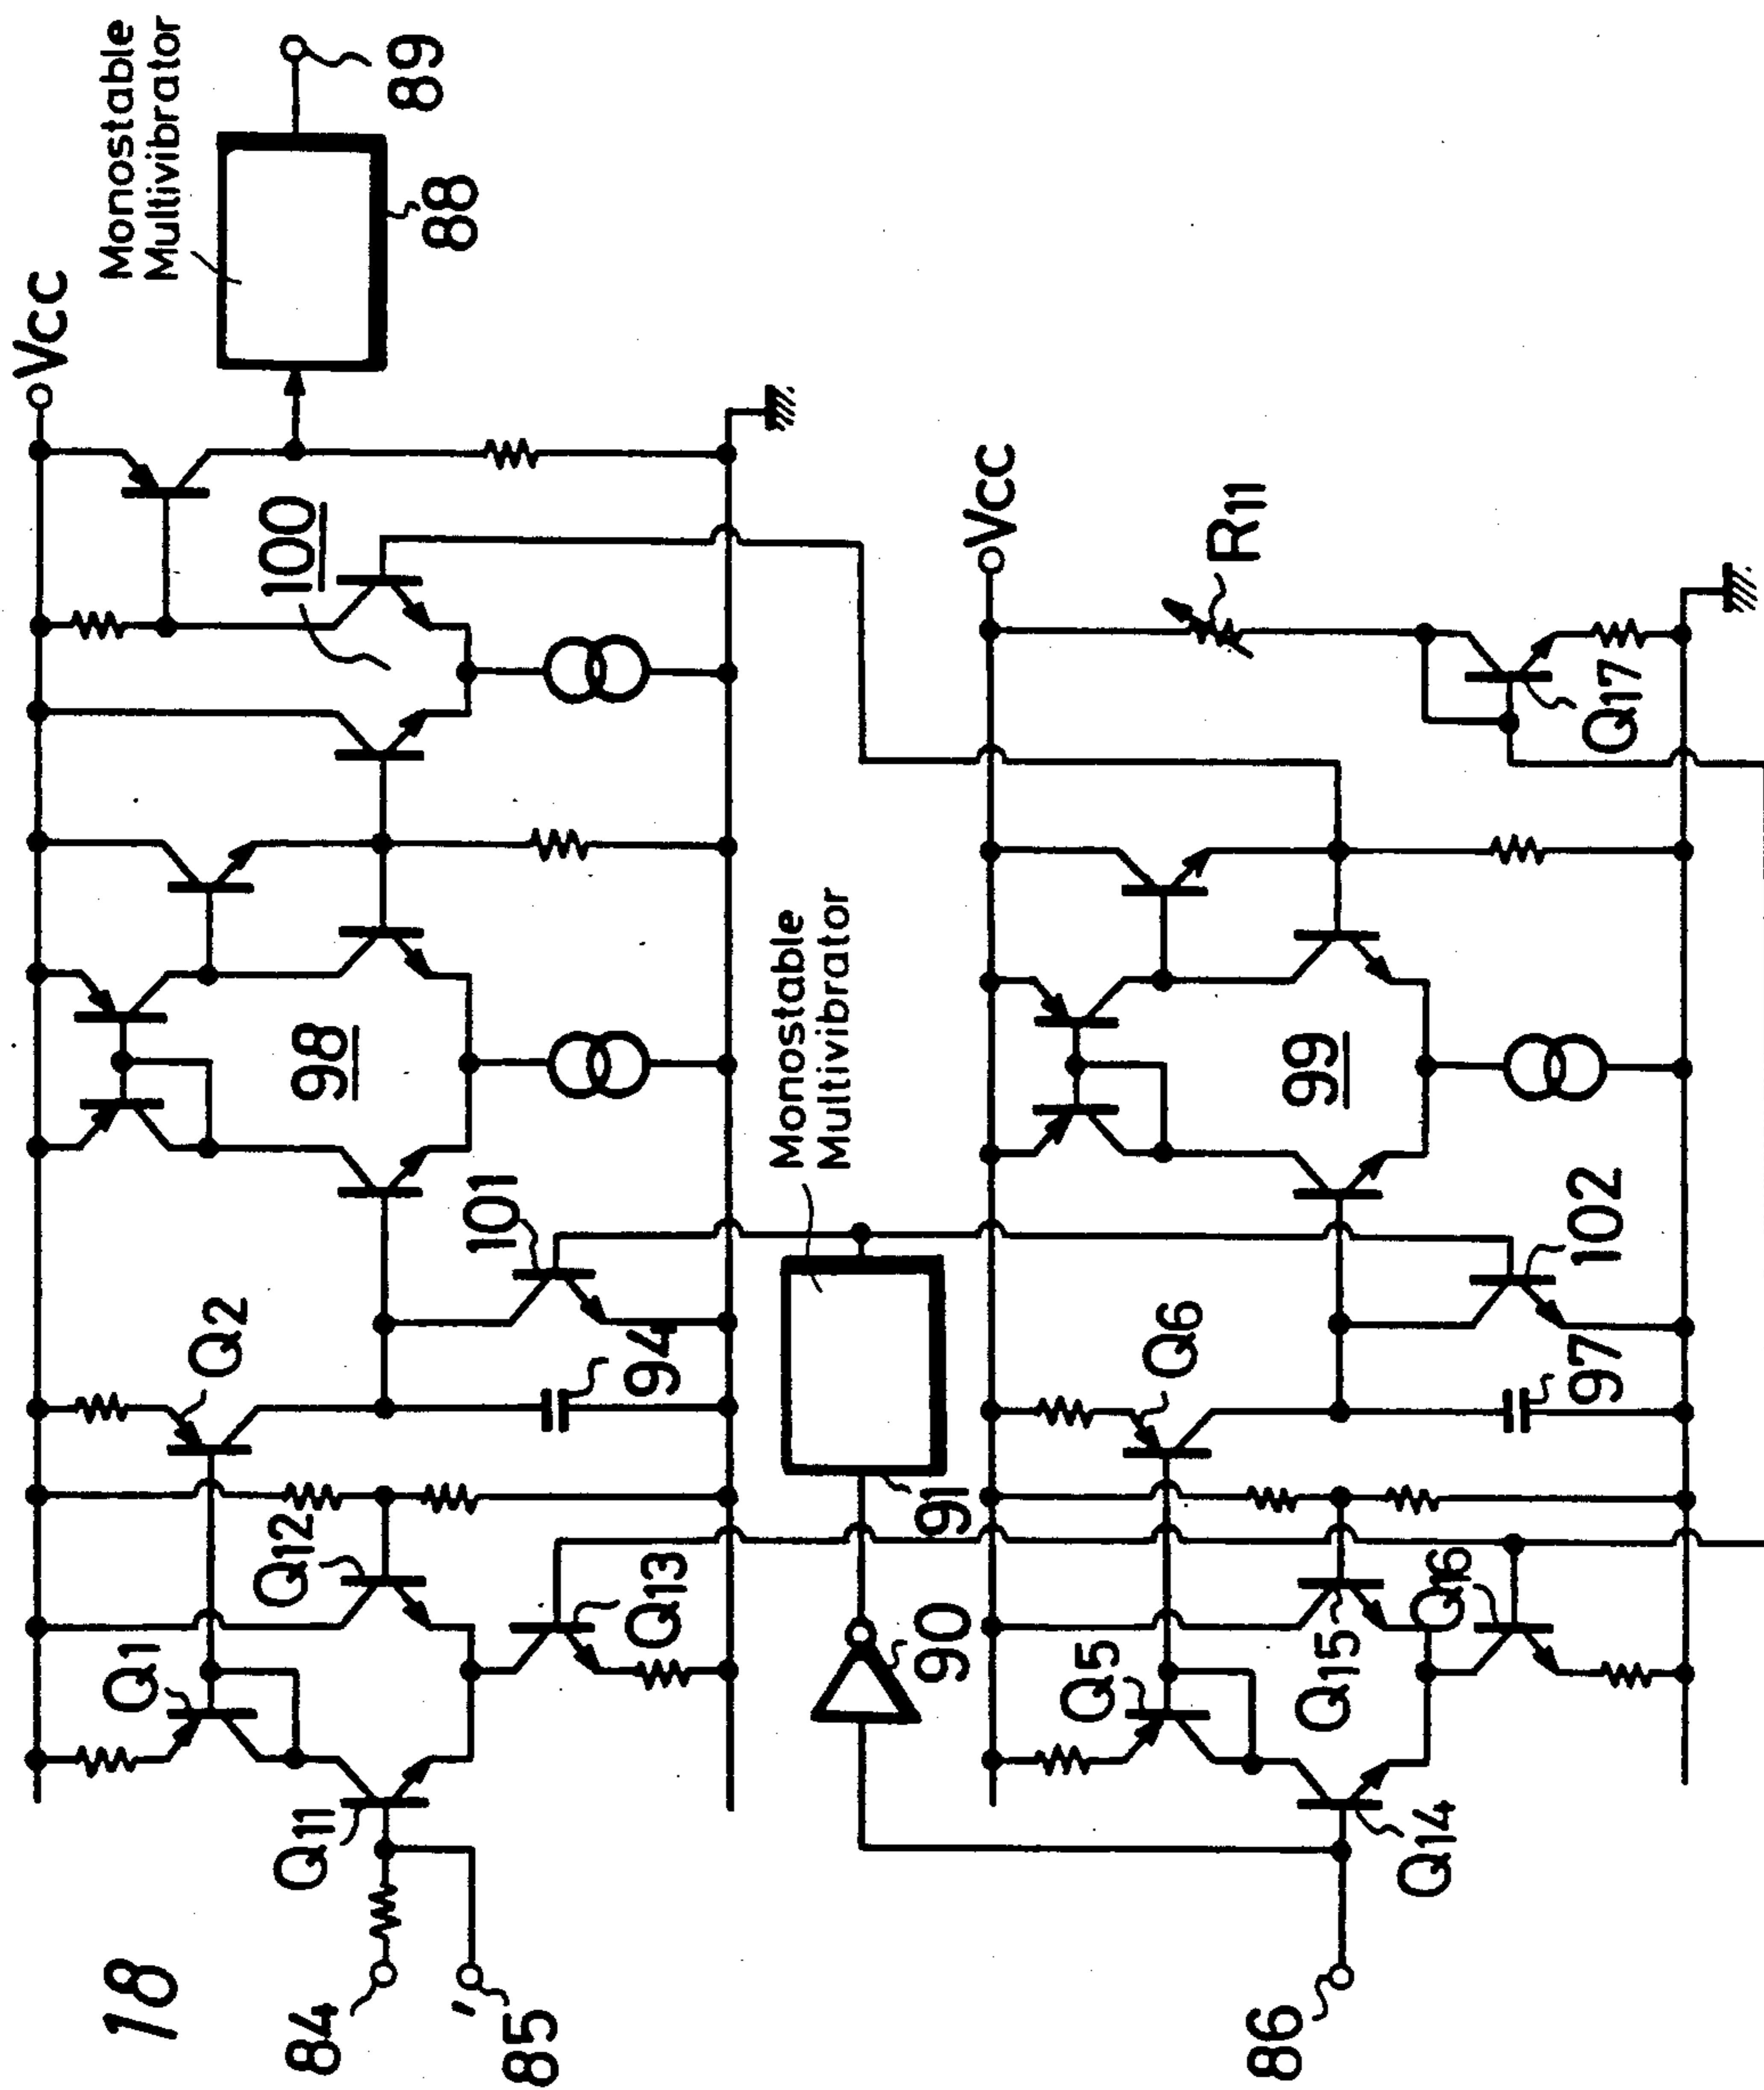 18
Vcc
Monostable
Multivibrator
89
88
100
98
Q2
101
94
Q1
Q12
Q11
Q13
84
85
Monostable
Multivibrator
91
90
Vcc
R11
Q17
99
Q6
102
97
Q5
Q15
Q16
Q14
86